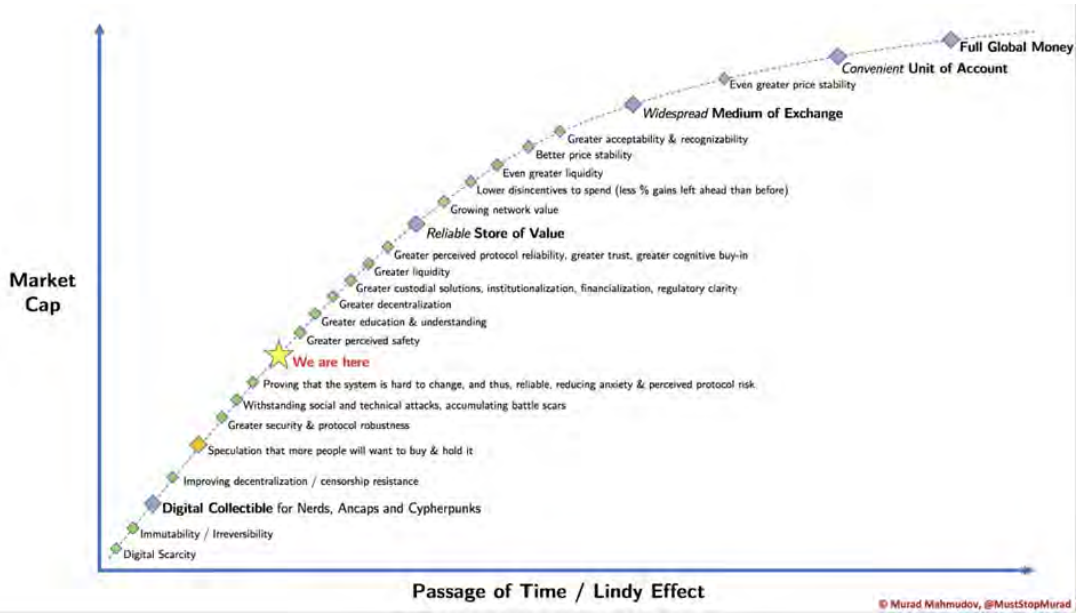 Full Global Money
Convenient Unit of Account
Even greater price stability
Widespread Medium of Exchange
Greater acceptability & recognizability
Better price stability
Even greater liquidity
Lower disincentives to spend (less % gains left ahead than before)
Growing network value
Reliable Store of Value
Greater perceived protocol reliability, greater trust, greater cognitive buy-in
Greater liquidity
Market
Cap
Greater custodial solutions, institutionalization, financialization, regulatory clarity
Greater decentralization
Greater education & understanding
Greater perceived safety
We are here
Proving that the system is hard to change, and thus, reliable, reducing anxiety & perceived protocol risk
Withstanding social and technical attacks, accumulating battle scars
Greater security & protocol robustness
Speculation that more people will want to buy & hold it
Improving decentralization / censorship resistance
Digital Collectible for Nerds, Ancaps and Cypherpunks
Immutability / Irreversibility
Digital Scarcity
Passage of Time / Lindy Effect
© Murad Mahmudov, @MustStopMurad